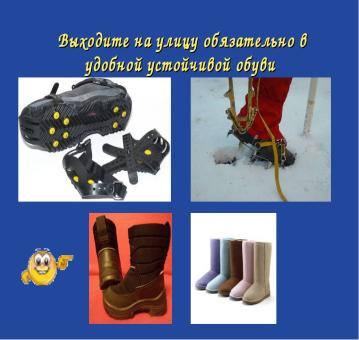 Выходите на улицу обязательно в
удобной устойчивой обуви